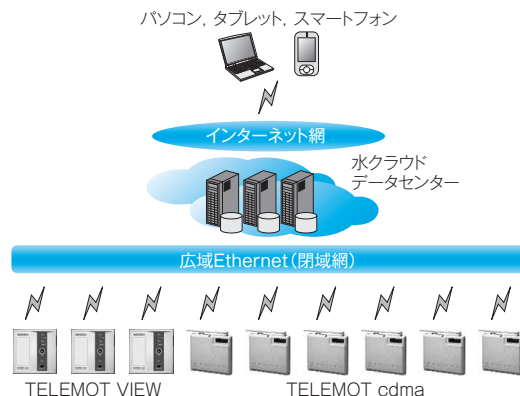 パソコン，タブレット，スマートフォン
インターネット網
水クラウド
データセンター
広域Ethernet（閉域網）
TELEMOT VIEW
TELEMOT cdma